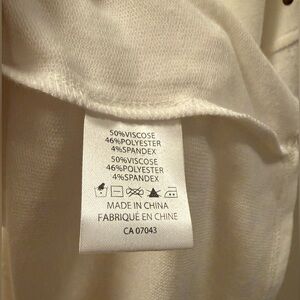 50%VISCOSE
46%POLYESTER
4%SPANDEX
50%VISCOSE
46%POLYESTER
4%SPANDEX
MADE IN CHINA
FABRIQUÉ EN CHINE
CA 07043